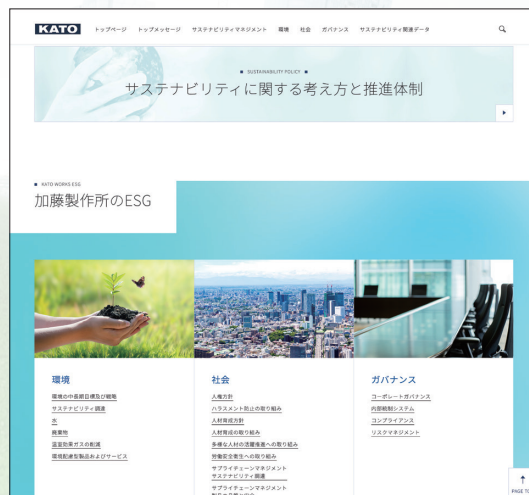 KATO トップページ トップメッセージ サステナビリティマネジメント 環境 社会 ガバナンス サステナビリティ関連データ
SUSTAINABILITY POLICY
サステナビリティに関する考え方と推進体制
KATO WORKS ESG
加藤製作所のESG
環境
環境の中長期目標及び戦略
サステナビリティ調達
水
廃棄物
温室効果ガスの削減
環境配慮型製品およびサービス
社会
人権方針
ハラスメント防止の取り組み
人材育成方針
人材育成の取り組み
多様な人材の活躍推進への取り組み
労働安全衛生への取り組み
サプライチェーンマネジメント
サステナビリティ調達
サプライチェーンマネジメント
ガバナンス
コーポレートガバナンス
内部統制システム
コンプライアンス
リスクマネジメント
PAGE TO